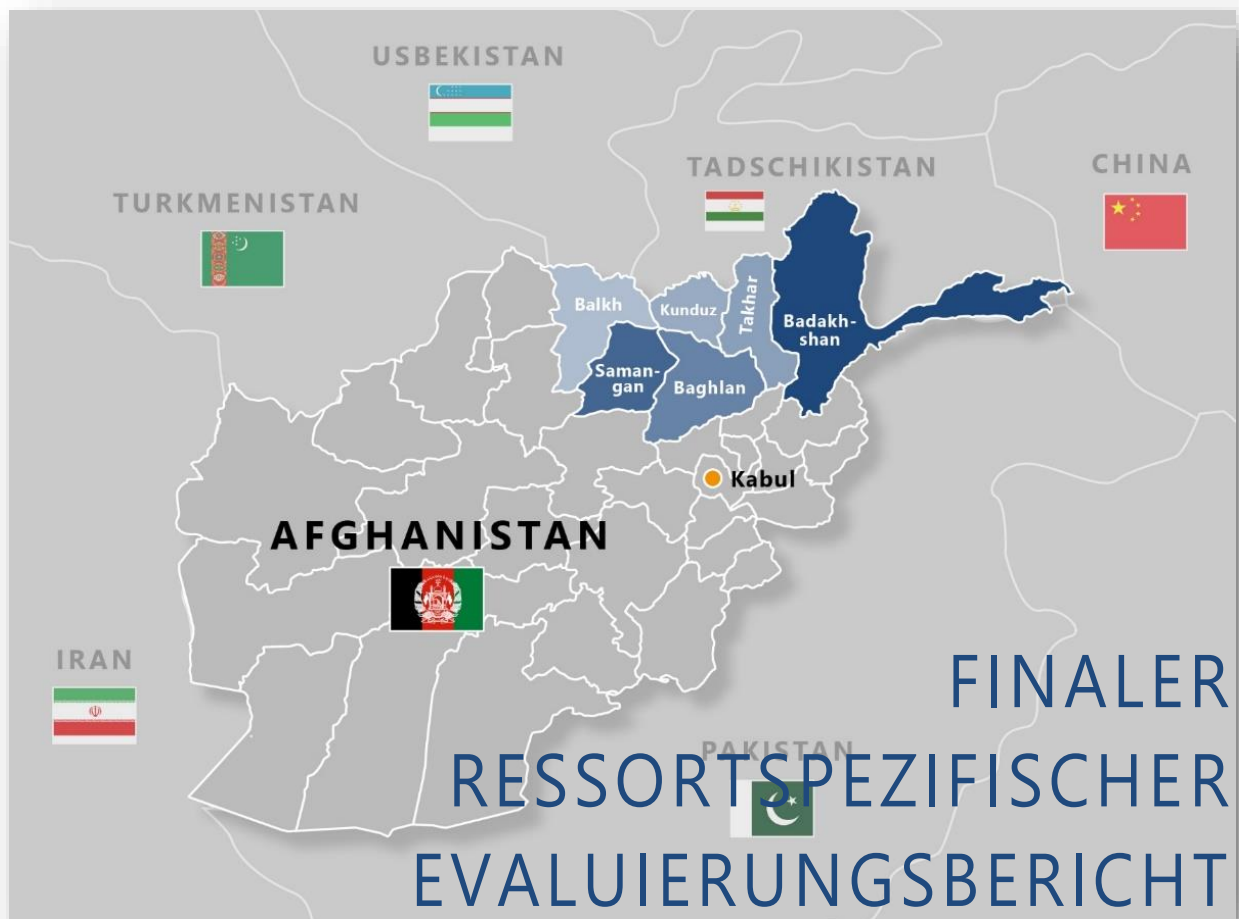 USBEKISTAN
TADSCHIKISTAN
CHINA
TURKMENISTAN
Balkh
Kunduz
Takhar
Badakh-
shan
Saman-
gan
Baghlan
Kabul
AFGHANISTAN
IRAN
PAKISTAN
FINALER
RESSORTSPEZIFISCHER
EVALUIERUNGSBERICHT